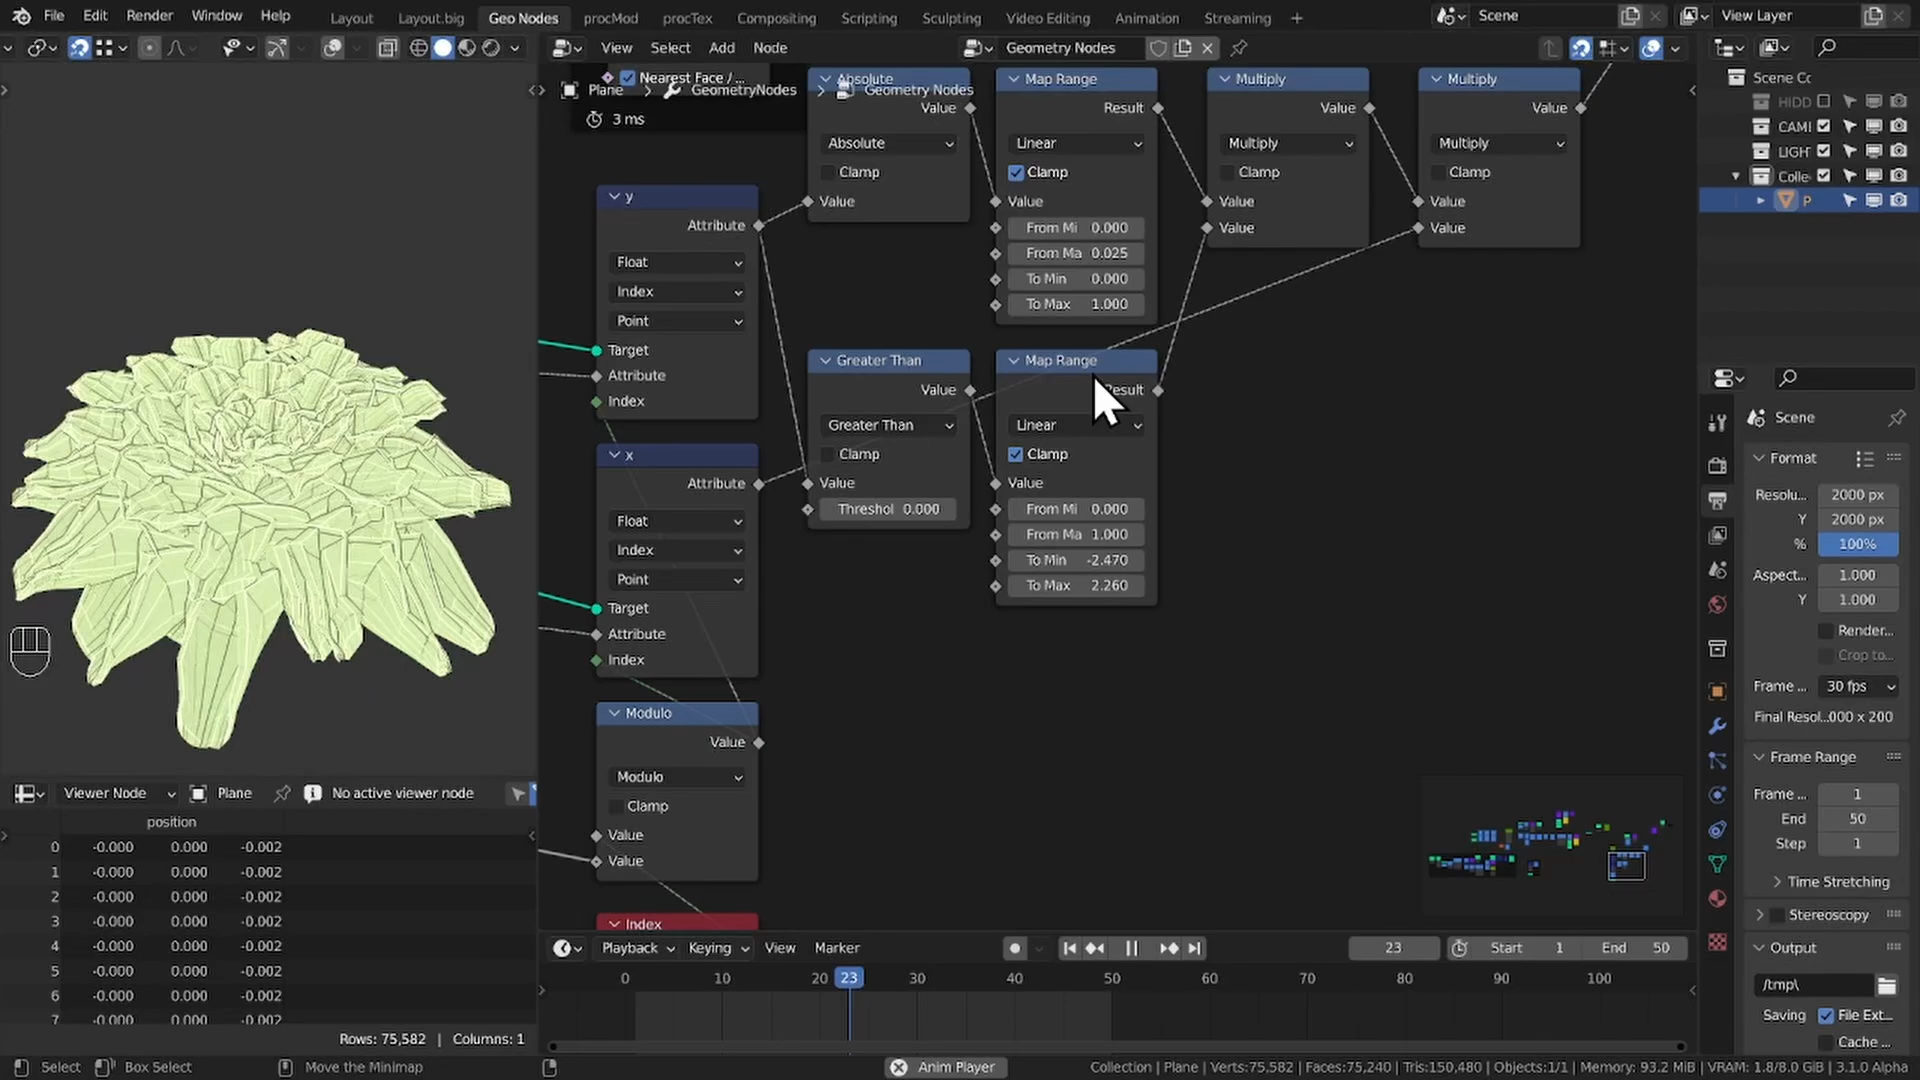 File Edit Render Window Help Layout Layout.big Geo Nodes procMod procTex Compositing Scripting Sculpting Video Editing Animation Streaming + Scene View Layer
View Select Add Node Geometry Nodes
Nearest Face / ...
Plane > GeometryNodes > Geometry Nodes
3 ms
Absolute
Value
Absolute
Clamp
Value
Map Range
Result
Linear
Clamp
Value
From Mi 0.000
From Ma 0.025
To Min 0.000
To Max 1.000
Multiply
Value
Multiply
Clamp
Value
Value
Multiply
Value
Multiply
Clamp
Value
Value
y
Attribute
Float
Index
Point
Target
Attribute
Index
Greater Than
Value
Greater Than
Clamp
Value
Threshol 0.000
Map Range
Result
Linear
Clamp
Value
From Mi 0.000
From Ma 1.000
To Min -2.470
To Max 2.260
x
Attribute
Float
Index
Point
Target
Attribute
Index
Modulo
Value
Modulo
Clamp
Value
Value
Index
Scene Cc
HIDD
CAMI
LIGH
Colle
P
Scene
Format
Resolu... 2000 px
Y 2000 px
% 100%
Aspect... 1.000
Y 1.000
Render...
Crop to...
Frame ... 30 fps
Final Resol...000 x 200
Frame Range
Frame ... 1
End 50
Step 1
Time Stretching
Stereoscopy
Output
/tmp\
Saving File Ext...
Cache ...
Viewer Node Plane No active viewer node
position
0 -0.000 0.000 -0.002
1 -0.000 0.000 -0.002
2 -0.000 0.000 -0.002
3 -0.000 0.000 -0.002
4 -0.000 0.000 -0.002
5 -0.000 0.000 -0.002
6 -0.000 0.000 -0.002
7 -0.000 0.000 -0.002
Rows: 75,582 | Columns: 1
Playback Keying View Marker 23 Start 1 End 50
0 10 20 23 30 40 50 60 70 80 90 100
Select Box Select Move the Minimap Anim Player Collection | Plane | Verts:75,582 | Faces:75,240 | Tris:150,480 | Objects:1/1 | Memory: 93.2 MiB | VRAM: 1.8/8.0 GiB | 3.1.0 Alpha